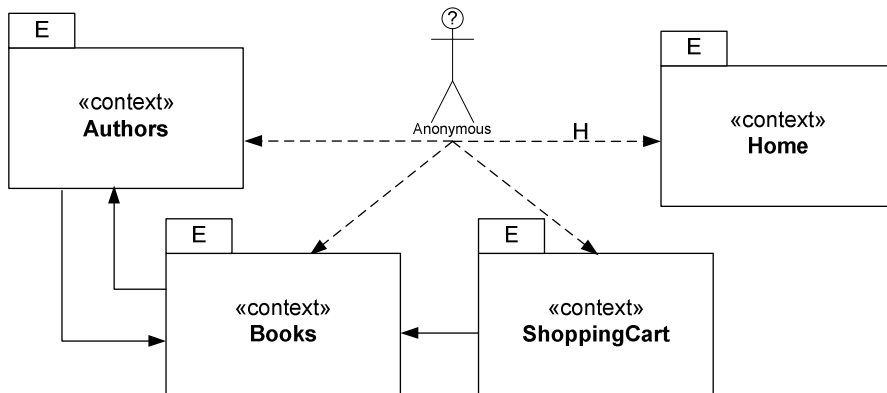 ?
E
«context»
Authors
Anonymous
H
E
«context»
Home
E
«context»
Books
E
«context»
ShoppingCart